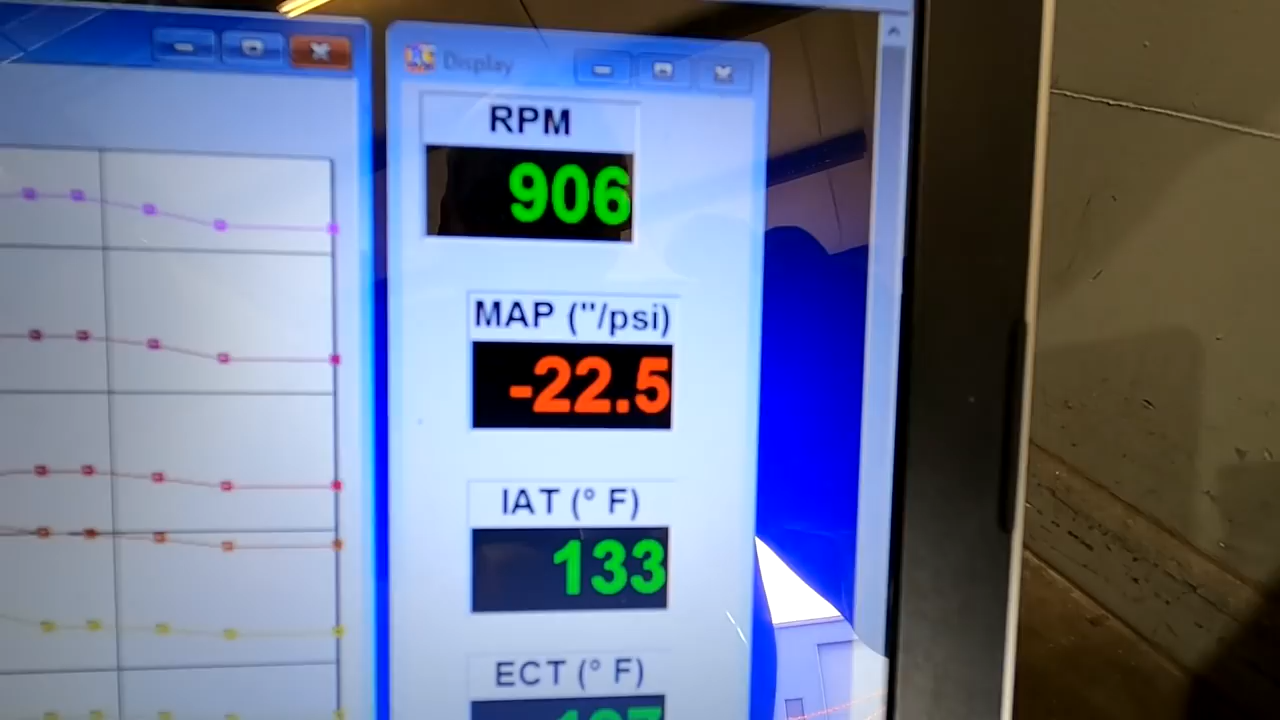 Display
RPM
906
MAP ("/psi)
-22.5
IAT (° F)
133
ECT (° F)